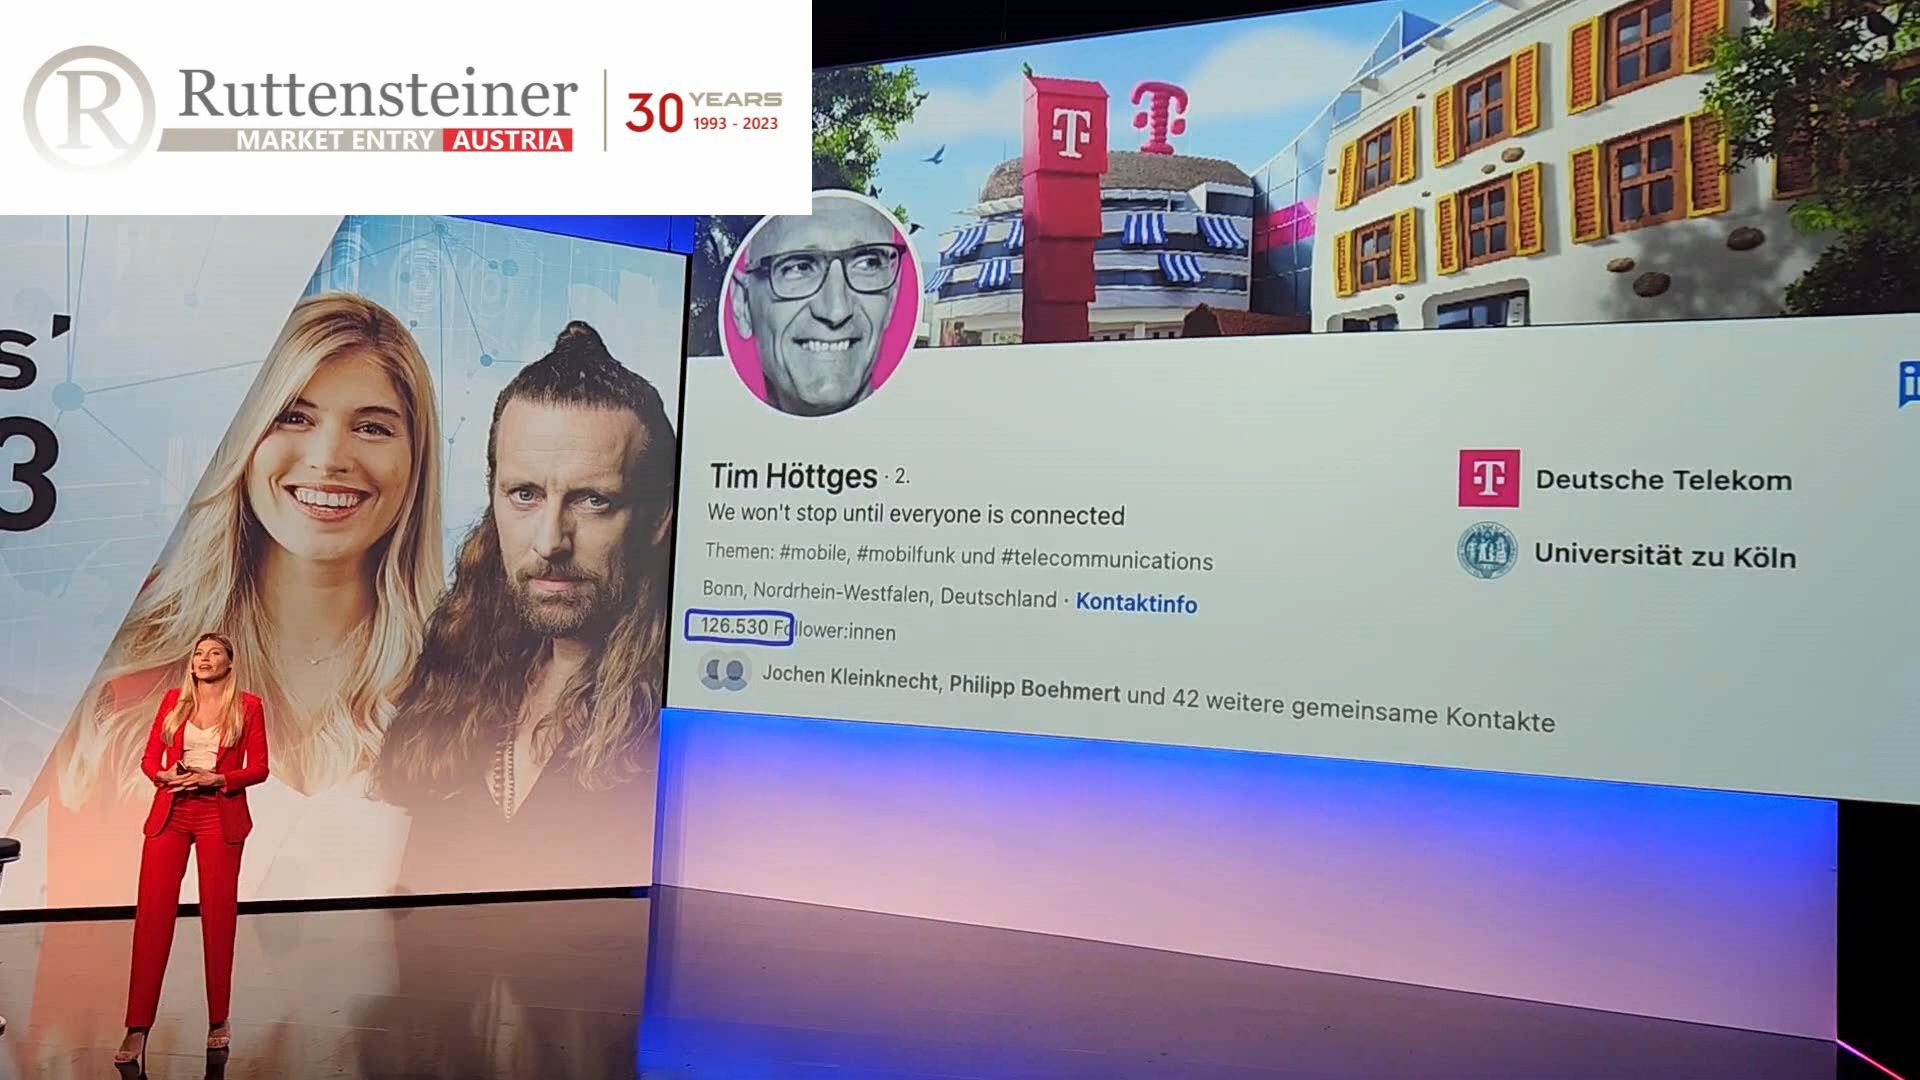 R Ruttensteiner
MARKET ENTRY AUSTRIA
30 YEARS
1993 - 2023
s'
3
T
T
in
Tim Höttges · 2.
We won't stop until everyone is connected
Themen: #mobile, #mobilfunk und #telecommunications
Bonn, Nordrhein-Westfalen, Deutschland · Kontaktinfo
126.530 Follower:innen
Jochen Kleinknecht, Philipp Boehmert und 42 weitere gemeinsame Kontakte
T Deutsche Telekom
Universität zu Köln